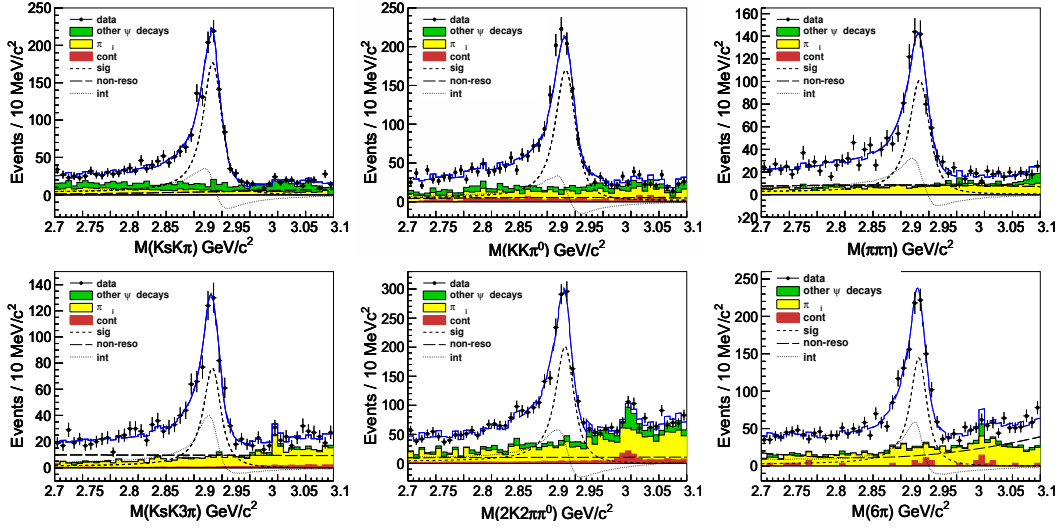 Events / 10 MeV/c²
250
200
150
100
50
0
data
other ψ decays
π i
cont
sig
non-reso
int
2.7 2.75 2.8 2.85 2.9 2.95 3 3.05 3.1
M(KsKπ) GeV/c²
Events / 10 MeV/c²
250
200
150
100
50
0
data
other ψ decays
π i
cont
sig
non-reso
int
2.7 2.75 2.8 2.85 2.9 2.95 3 3.05 3.1
M(KKπ⁰) GeV/c²
Events / 10 MeV/c²
160
140
120
100
80
60
40
20
0
-20
data
other ψ decays
π i
cont
sig
non-reso
int
2.7 2.75 2.8 2.85 2.9 2.95 3 3.05 3.1
M(ππη) GeV/c²
Events / 10 MeV/c²
140
120
100
80
60
40
20
0
data
other ψ decays
π i
cont
sig
non-reso
int
2.7 2.75 2.8 2.85 2.9 2.95 3 3.05 3.1
M(KsK3π) GeV/c²
Events / 10 MeV/c²
300
250
200
150
100
50
0
data
other ψ decays
π i
cont
sig
non-reso
int
2.7 2.75 2.8 2.85 2.9 2.95 3 3.05 3.1
M(2K2ππ⁰) GeV/c²
Events / 10 MeV/c²
250
200
150
100
50
0
data
other ψ decays
π i
cont
sig
non-reso
int
2.7 2.75 2.8 2.85 2.9 2.95 3 3.05 3.1
M(6π) GeV/c²